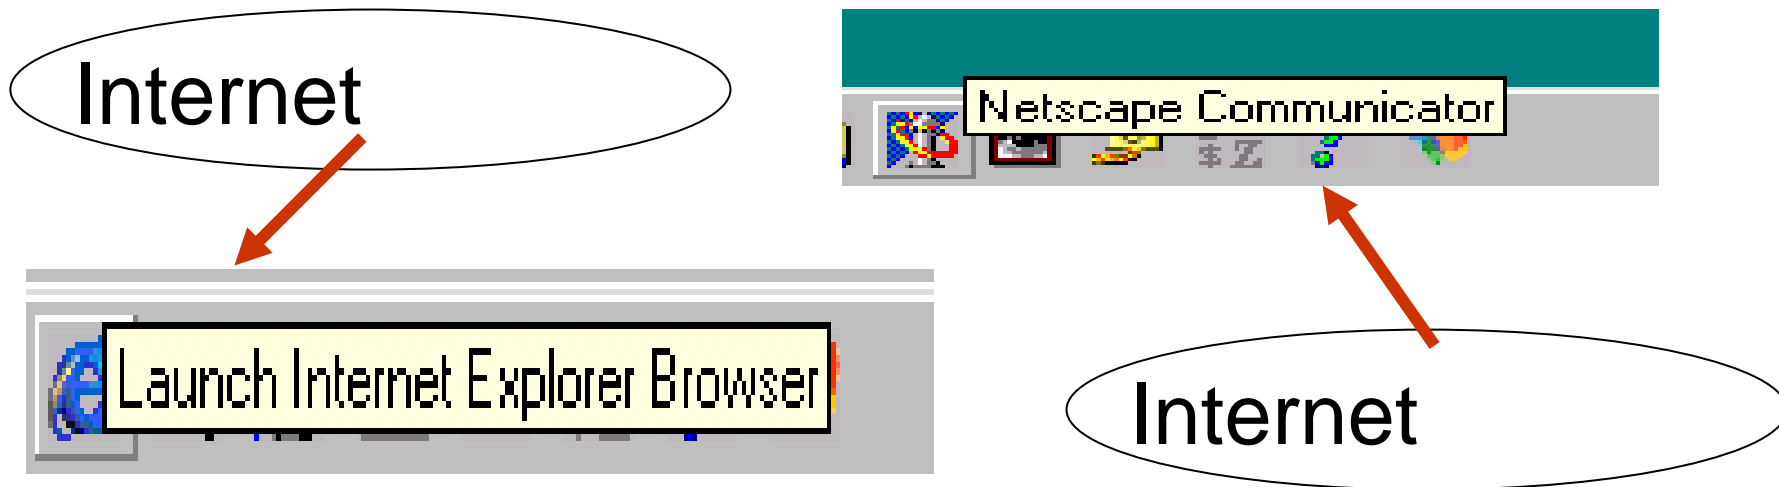 Internet
Netscape Communicator
$ Z
Launch Internet Explorer Browser
Internet